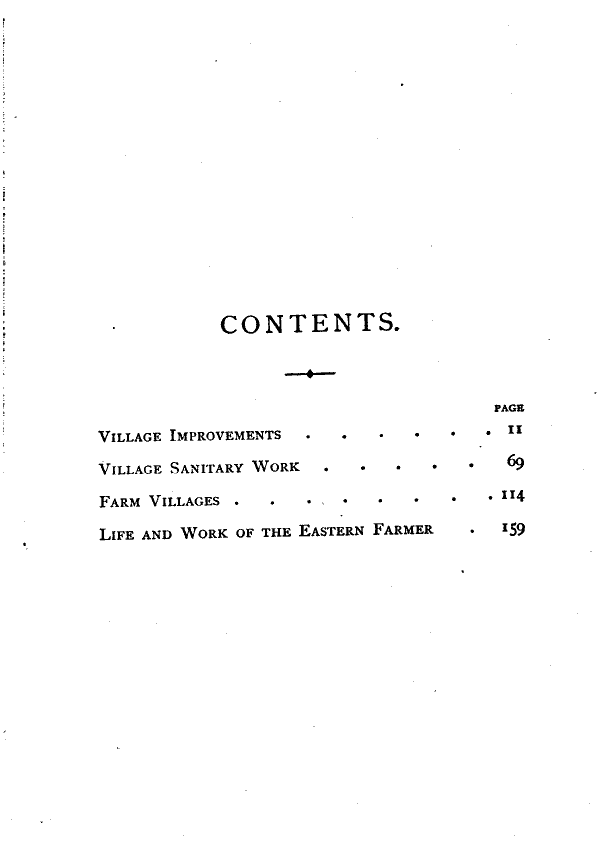 CONTENTS.
PAGE
VILLAGE IMPROVEMENTS . . . . . . 11
VILLAGE SANITARY WORK . . . . . 69
FARM VILLAGES . . . . . . . . 114
LIFE AND WORK OF THE EASTERN FARMER . 159